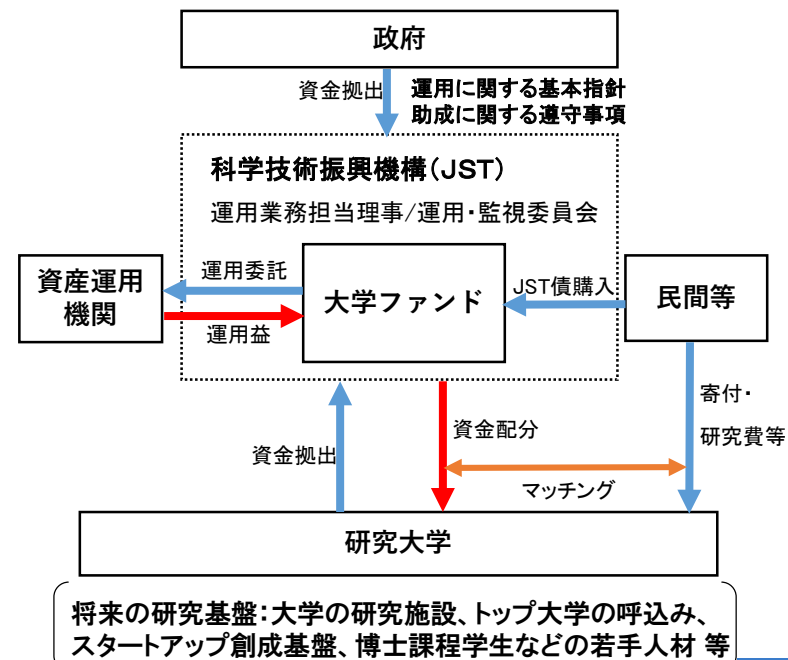 政府
資金拠出
運用に関する基本指針
助成に関する遵守事項
科学技術振興機構(JST)
運用業務担当理事/運用・監視委員会
資産運用
機関
運用委託
運用益
大学ファンド
JST債購入
民間等
寄付・
研究費等
資金配分
資金拠出
マッチング
研究大学
将来の研究基盤:大学の研究施設、トップ大学の呼込み、
スタートアップ創成基盤、博士課程学生などの若手人材 等